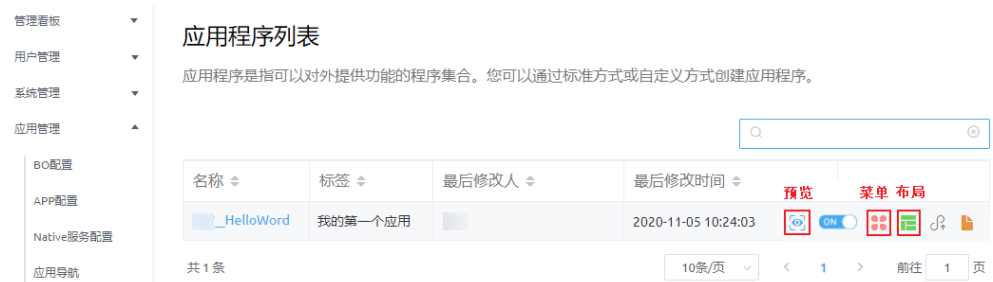 管理看板
用户管理
系统管理
应用管理
BO配置
APP配置
Native服务配置
应用导航
应用程序列表
应用程序是指可以对外提供功能的程序集合。您可以通过标准方式或自定义方式创建应用程序。
名称 标签 最后修改人 最后修改时间
预览 菜单 布局
__HelloWord 我的第一个应用 2020-11-05 10:24:03 ON
共 1 条 10条/页 1 前往 1 页